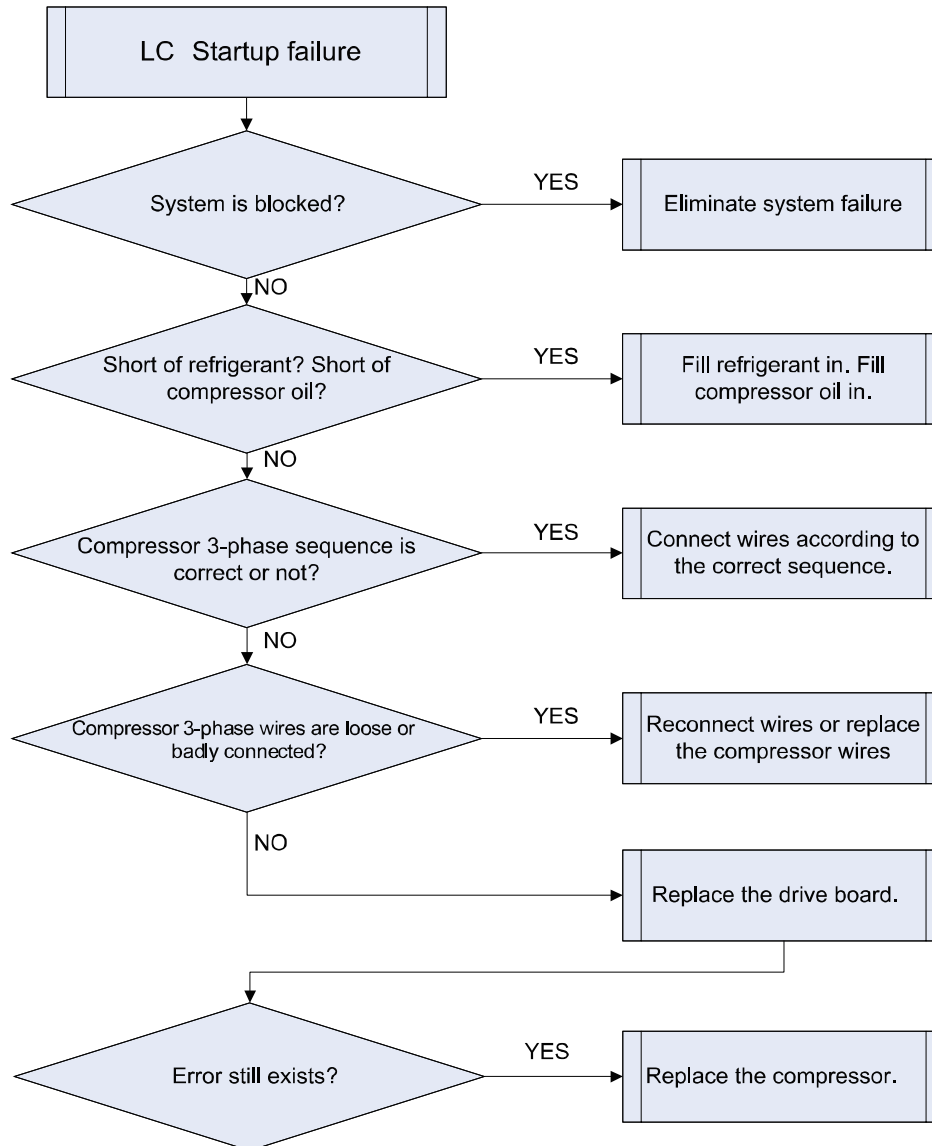 LC Startup failure
System is blocked?
YES
Eliminate system failure
NO
Short of refrigerant? Short of
compressor oil?
YES
Fill refrigerant in. Fill
compressor oil in.
NO
Compressor 3-phase sequence is
correct or not?
YES
Connect wires according to
the correct sequence.
NO
Compressor 3-phase wires are loose or
badly connected?
YES
Reconnect wires or replace
the compressor wires
NO
Replace the drive board.
Error still exists?
YES
Replace the compressor.